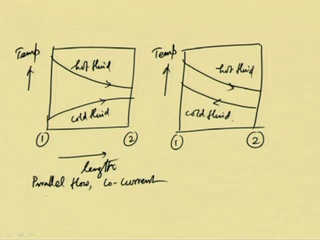 Temp
hot fluid
cold fluid
1
2
length
Parallel flow, Co-current
Temp
hot fluid
cold fluid
1
2